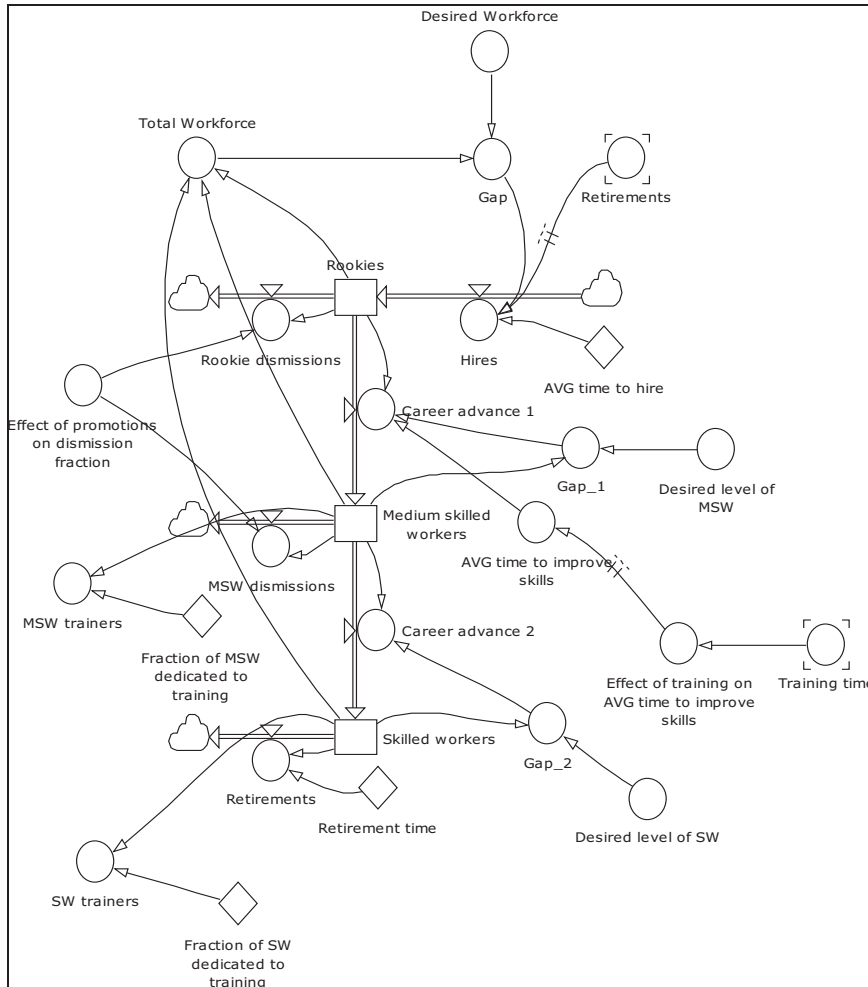 Desired Workforce
Total Workforce
Gap
Retirements
Rookies
Rookie dismissions
Hires
AVG time to hire
Effect of promotions
on dismission
fraction
Career advance 1
Gap_1
Desired level of
MSW
Medium skilled
workers
AVG time to improve
skills
MSW dismissions
MSW trainers
Career advance 2
Fraction of MSW
dedicated to
training
Effect of training on
AVG time to improve
skills
Training time
Skilled workers
Gap_2
Retirements
Retirement time
Desired level of SW
SW trainers
Fraction of SW
dedicated to
training